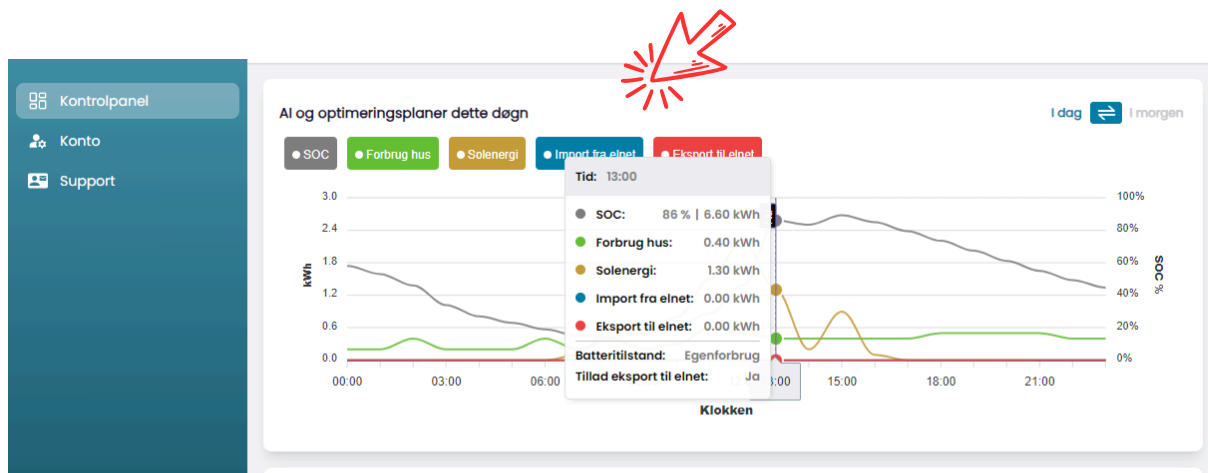 Kontrolpanel
Konto
Support
AI og optimeringsplaner dette døgn
I dag I morgen
SOC Forbrug hus Solenergi Import fra elnet Eksport til elnet
Tid: 13:00
SOC: 86 % | 6.60 kWh
Forbrug hus: 0.40 kWh
Solenergi: 1.30 kWh
Import fra elnet: 0.00 kWh
Eksport til elnet: 0.00 kWh
Batteritilstand: Egenforbrug
Tillad eksport til elnet: Ja
kWh
3.0
2.4
1.8
1.2
0.6
0.0
100%
80%
60%
40%
20%
0%
SOC %
00:00 03:00 06:00 15:00 18:00 21:00
Klokken